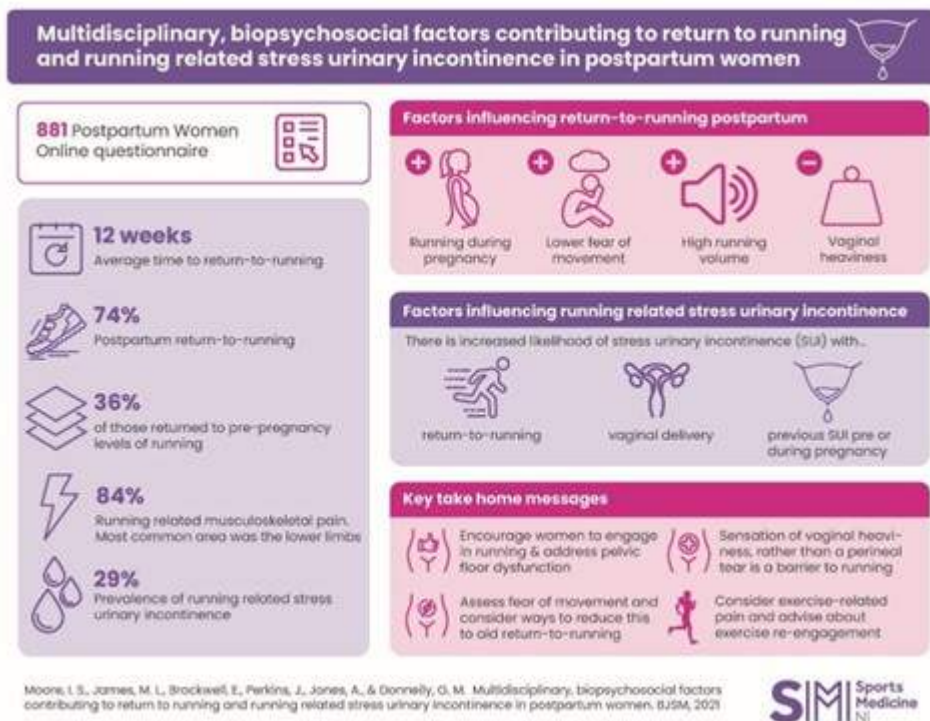 Multidisciplinary, biopsychosocial factors contributing to return to running
and running related stress urinary incontinence in postpartum women
881 Postpartum Women
Online questionnaire
12 weeks
Average time to return-to-running
74%
Postpartum return-to-running
36%
of those returned to pre-pregnancy
levels of running
84%
Running related musculoskeletal pain.
Most common area was the lower limbs
29%
Prevalence of running related stress
urinary incontinence
Factors influencing return-to-running postpartum
+
+
+
−
Running during
pregnancy
Lower fear of
movement
High running
volume
Vaginal
heaviness
Factors influencing running related stress urinary incontinence
There is increased likelihood of stress urinary incontinence (SUI) with...
return-to-running
vaginal delivery
previous SUI pre or
during pregnancy
Key take home messages
Encourage women to engage
in running & address pelvic
floor dysfunction
Sensation of vaginal heavi-
ness, rather than a perineal
tear is a barrier to running
Assess fear of movement and
consider ways to reduce this
to aid return-to-running
Consider exercise-related
pain and advise about
exercise re-engagement
Moore, I. S., James, M. L., Brockwell, E., Perkins, J., Jones, A., & Donnelly, G. M. Multidisciplinary, biopsychosocial factors
contributing to return to running and running related stress urinary incontinence in postpartum women. BJSM, 2021
SM
Sports
Medicine
NI